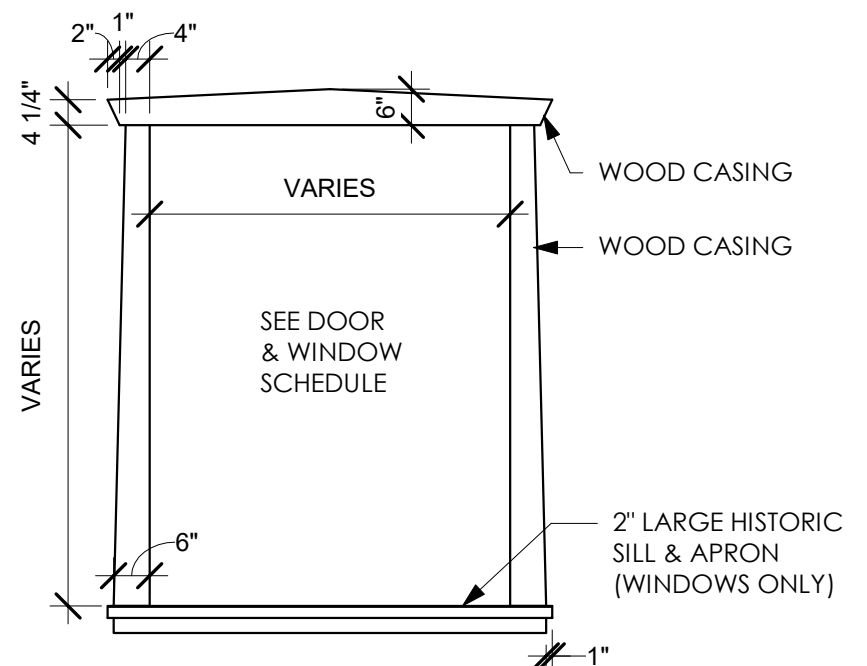 1"
2"
4"
4 1/4"
6"
WOOD CASING
VARIES
WOOD CASING
SEE DOOR
& WINDOW
SCHEDULE
VARIES
2" LARGE HISTORIC
SILL & APRON
(WINDOWS ONLY)
6"
1"